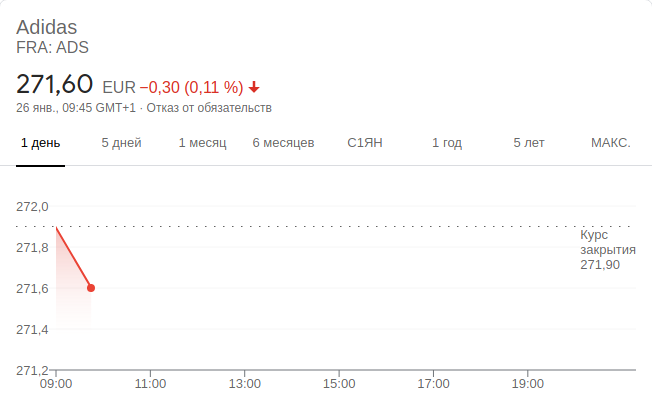 Adidas
FRA: ADS
271,60 EUR −0,30 (0,11 %)
26 янв., 09:45 GMT+1 · Отказ от обязательств
1 день 5 дней 1 месяц 6 месяцев С1ЯН 1 год 5 лет МАКС.
272,0
Курс
закрытия
271,90
271,8
271,6
271,4
271,2
09:00 11:00 13:00 15:00 17:00 19:00